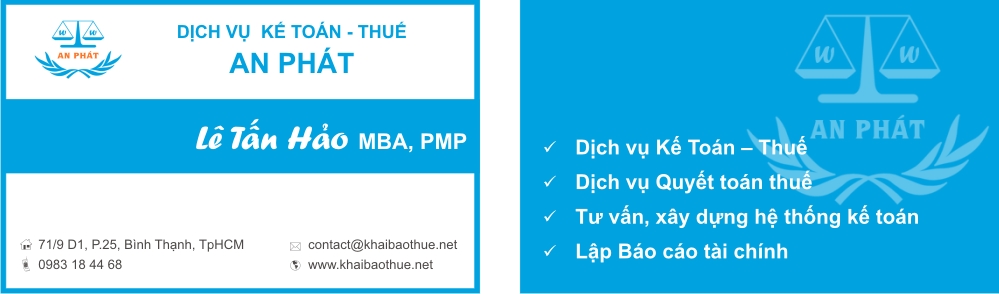 DỊCH VỤ KẾ TOÁN - THUẾ
AN PHÁT
AN PHÁT
Lê Tấn Hảo MBA, PMP
71/9 D1, P.25, Bình Thạnh, TpHCM
0983 18 44 68
contact@khaibaothue.net
www.khaibaothue.net
W W
AN PHÁT
Dịch vụ Kế Toán – Thuế
Dịch vụ Quyết toán thuế
Tư vấn, xây dựng hệ thống kế toán
Lập Báo cáo tài chính